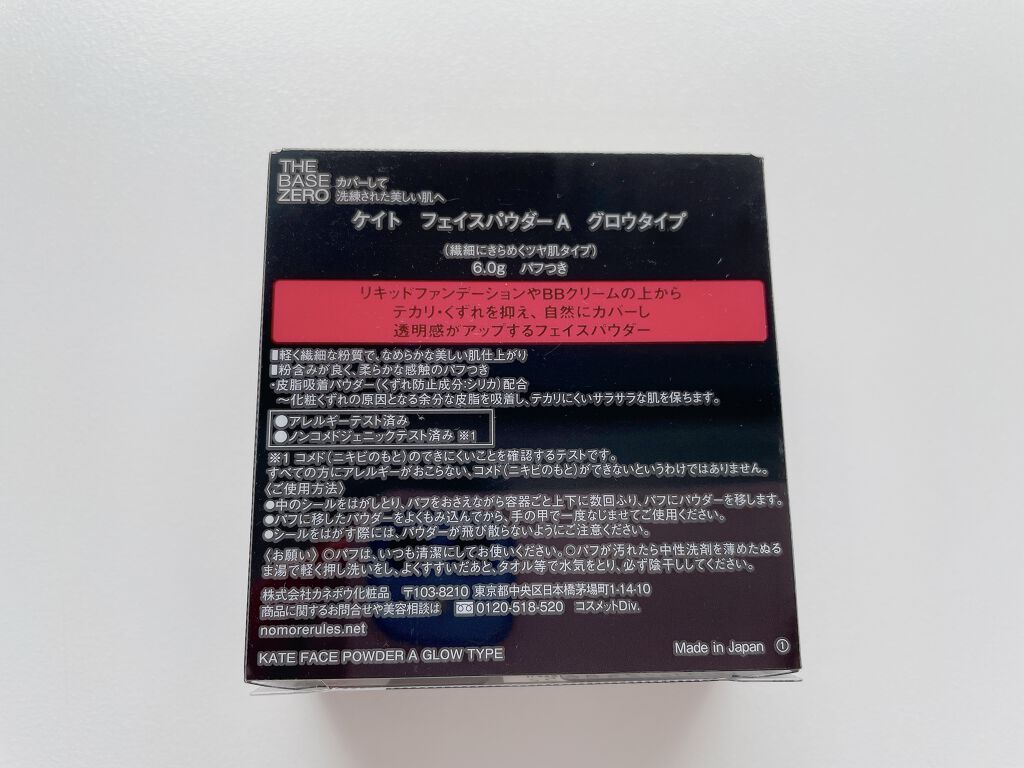 THE
BASE
ZERO
カバーして
洗練された美しい肌へ
ケイト フェイスパウダーA グロウタイプ
(繊細にきらめくツヤ肌タイプ)
6.0g パフつき
リキッドファンデーションやBBクリームの上から
テカリ・くずれを抑え、自然にカバーし
透明感がアップするフェイスパウダー
■軽く繊細な粉質で、なめらかな美しい肌仕上がり
■粉含みが良く、柔らかな感触のパフつき
・皮脂吸着パウダー(くずれ防止成分:シリカ)配合
～化粧くずれの原因となる余分な皮脂を吸着し、テカリにくいサラサラな肌を保ちます。
●アレルギーテスト済み
●ノンコメドジェニックテスト済み ※1
※1 コメド(ニキビのもと)のできにくいことを確認するテストです。
すべての方にアレルギーがおこらない、コメド(ニキビのもと)ができないというわけではありません。
〈ご使用方法〉
●中のシールをはがしとり、パフをおさえながら容器ごと上下に数回ふり、パフにパウダーを移します。
●パフに移したパウダーをよくもみ込んでから、手の甲で一度なじませてご使用ください。
●シールをはがす際には、パウダーが飛び散らないようにご注意ください。
〈お願い〉○パフは、いつも清潔にしてお使いください。○パフが汚れたら中性洗剤を薄めたぬる
ま湯で軽く押し洗いをし、よくすすいだあと、タオル等で水気をとり、必ず陰干ししてください。
株式会社カネボウ化粧品 〒103-8210 東京都中央区日本橋茅場町1-14-10
商品に関するお問合せや美容相談は 0120-518-520 コスメットDiv.
nomorerules.net
KATE FACE POWDER A GLOW TYPE
Made in Japan ①